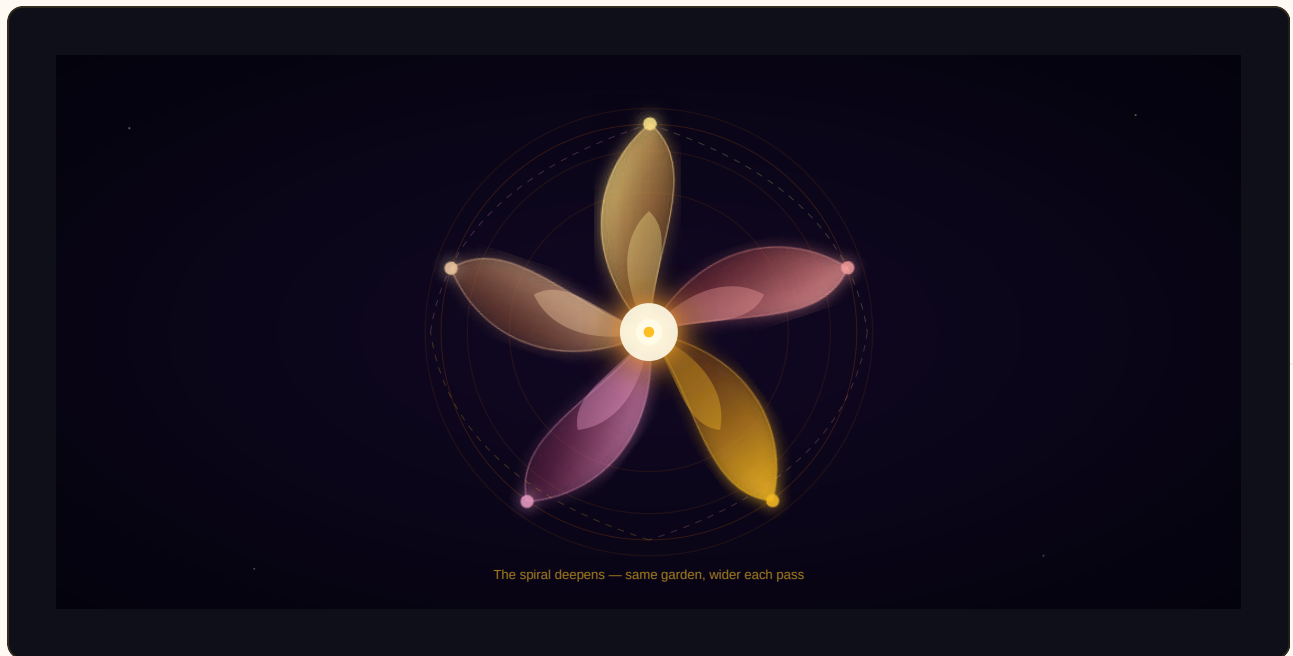 The spiral deepens — same garden, wider each pass